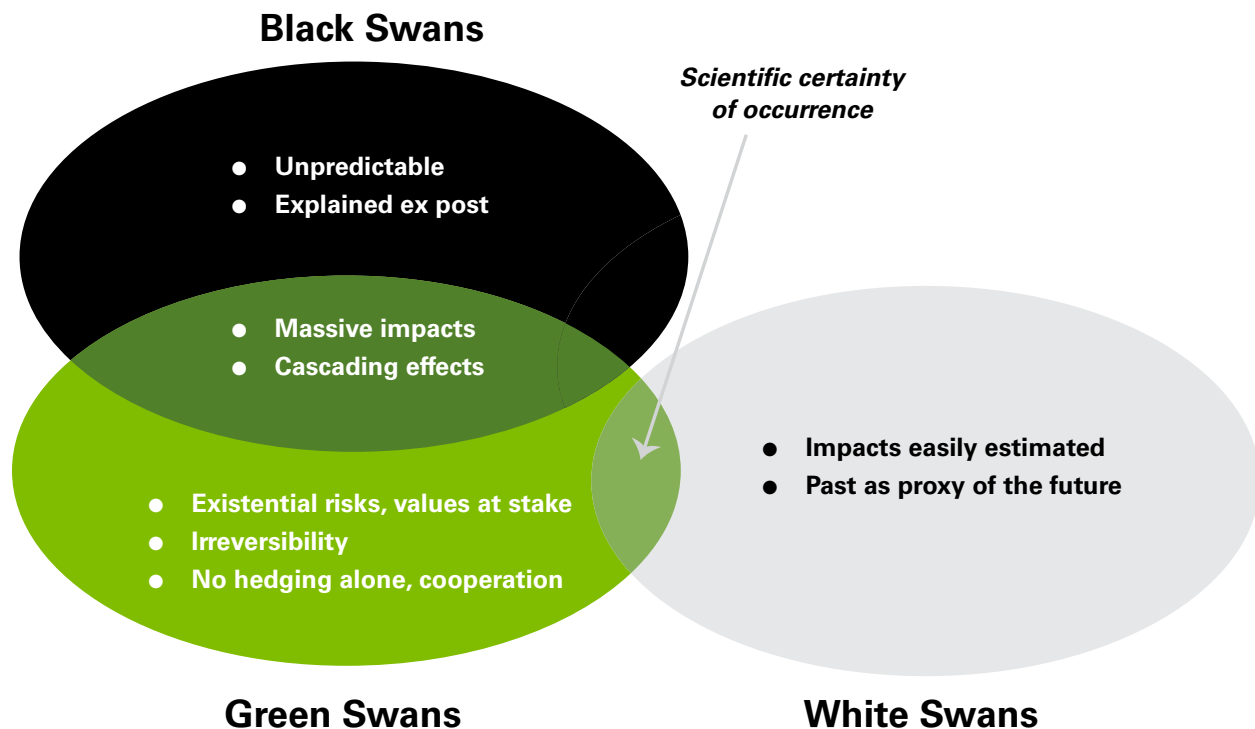 Black Swans
Scientific certainty
of occurrence
● Unpredictable
● Explained ex post
● Massive impacts
● Cascading effects
● Impacts easily estimated
● Past as proxy of the future
● Existential risks, values at stake
● Irreversibility
● No hedging alone, cooperation
Green Swans
White Swans